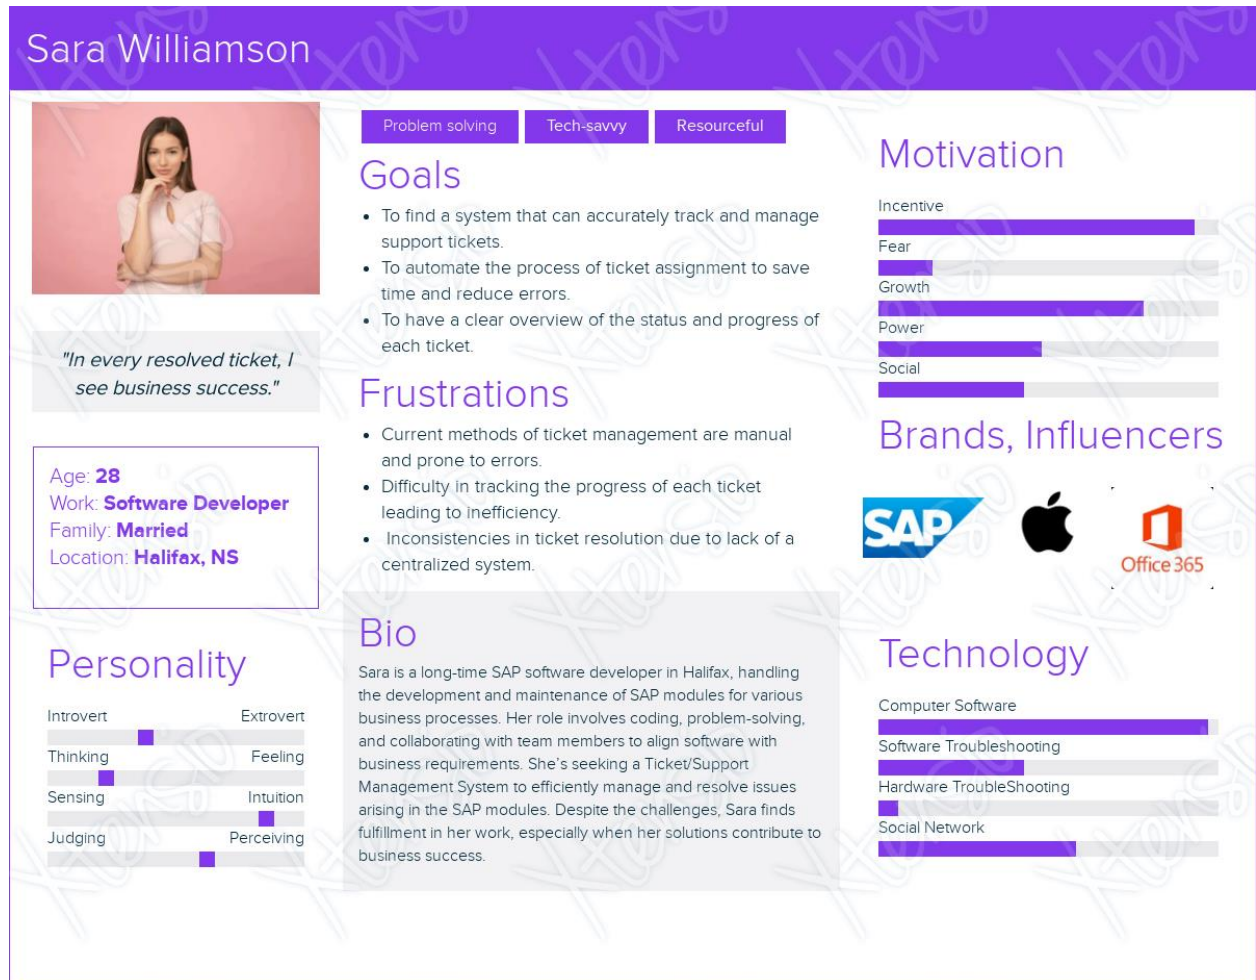 Sara Williamson
Problem solving
Tech-savvy
Resourceful
Goals
• To find a system that can accurately track and manage
support tickets.
• To automate the process of ticket assignment to save
time and reduce errors.
• To have a clear overview of the status and progress of
each ticket.
Frustrations
• Current methods of ticket management are manual
and prone to errors.
• Difficulty in tracking the progress of each ticket
leading to inefficiency.
• Inconsistencies in ticket resolution due to lack of a
centralized system.
"In every resolved ticket, I
see business success."
Age: 28
Work: Software Developer
Family: Married
Location: Halifax, NS
Personality
Introvert Extrovert
Thinking Feeling
Sensing Intuition
Judging Perceiving
Bio
Sara is a long-time SAP software developer in Halifax, handling
the development and maintenance of SAP modules for various
business processes. Her role involves coding, problem-solving,
and collaborating with team members to align software with
business requirements. She's seeking a Ticket/Support
Management System to efficiently manage and resolve issues
arising in the SAP modules. Despite the challenges, Sara finds
fulfillment in her work, especially when her solutions contribute to
business success.
Motivation
Incentive
Fear
Growth
Power
Social
Brands, Influencers
SAP
Office 365
Technology
Computer Software
Software Troubleshooting
Hardware TroubleShooting
Social Network
Xtensio